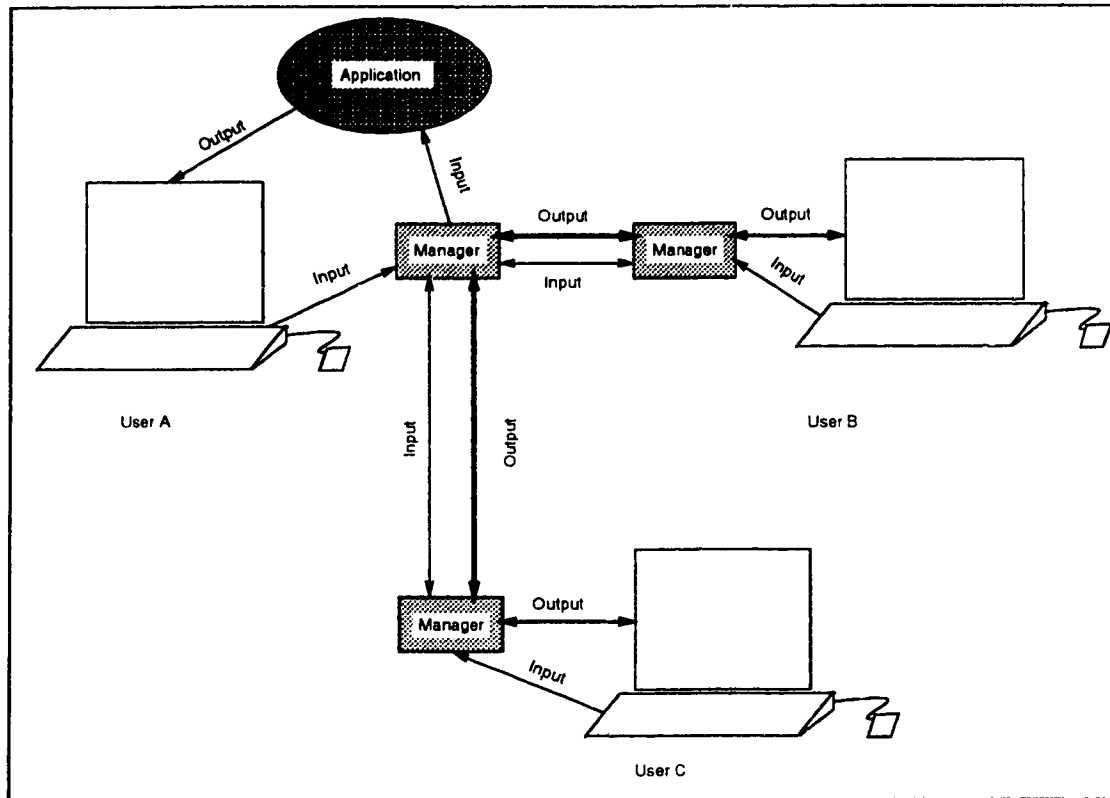 Application
Output
Input
Output
Output
Manager
Manager
Input
Input
Input
User A
User B
Input
Output
Output
Manager
Input
User C